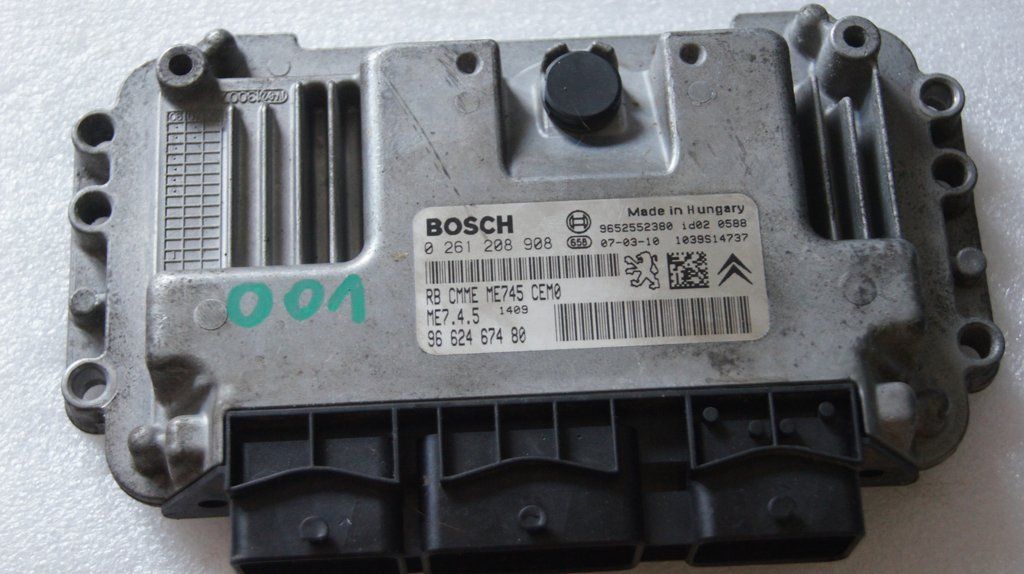 BOSCH
Made in Hungary
9652552380 id02 0588
0 261 208 908 658 07-03-10 1039S14737
RB CMME ME745 CEM0
ME7.4.5 1409
96 624 674 80
001